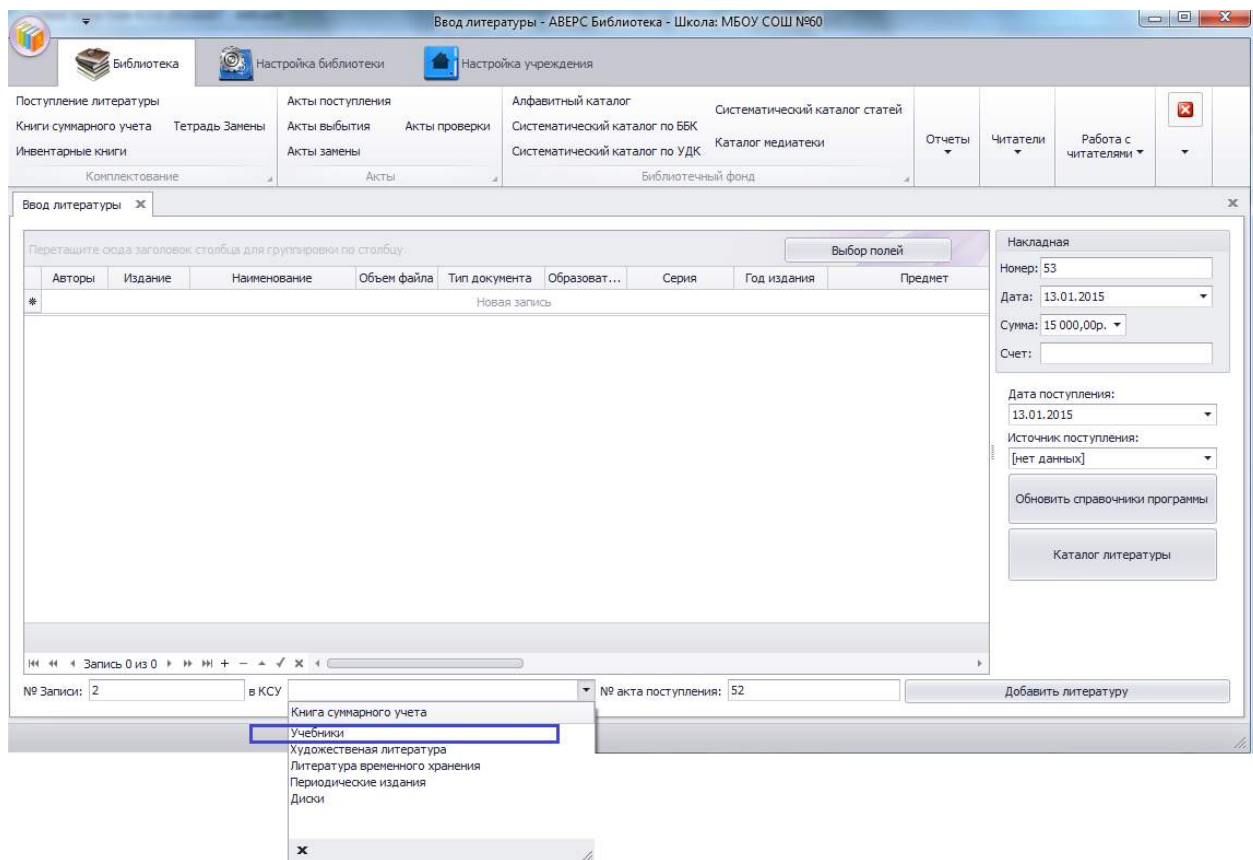 Ввод литературы - АВЕРС Библиотека - Школа: МБОУ СОШ №60
Библиотека Настройка библиотеки Настройка учреждения
Поступление литературы
Книги суммарного учета Тетрадь Замены
Инвентарные книги
Комплектование
Акты поступления
Акты выбытия Акты проверки
Акты замены
Акты
Алфавитный каталог
Систематический каталог по ББК
Систематический каталог по УДК
Систематический каталог статей
Каталог медиатеки
Библиотечный фонд
Отчеты
Читатели
Работа с
читателями
Ввод литературы
Перетащите сюда заголовок столбца для группировки по столбцу
Выбор полей
Авторы Издание Наименование Объем файла Тип документа Образоват... Серия Год издания Предмет
Новая запись
Накладная
Номер: 53
Дата: 13.01.2015
Сумма: 15 000,00р.
Счет:
Дата поступления:
13.01.2015
Источник поступления:
[нет данных]
Обновить справочники программы
Каталог литературы
Запись 0 из 0
№ Записи: 2 в КСУ № акта поступления: 52 Добавить литературу
Книга суммарного учета
Учебники
Художественая литература
Литература временного хранения
Периодические издания
Диски